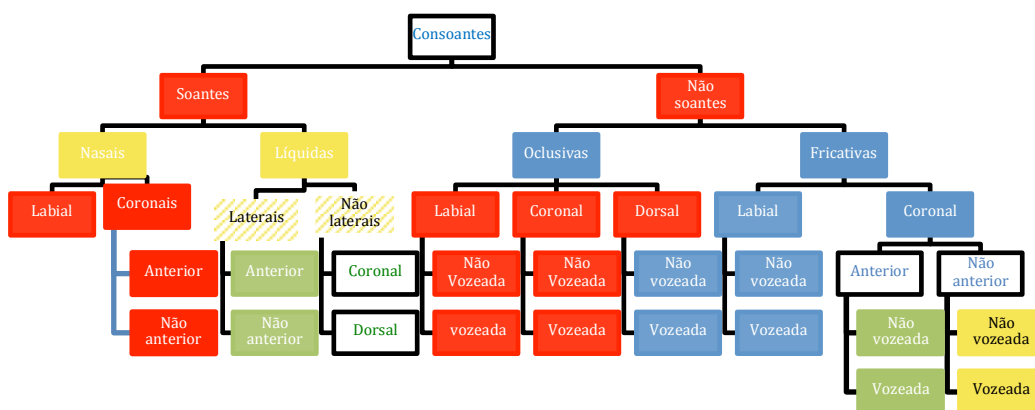 Consoantes
Soantes
Não
soantes
Nasais
Líquidas
Oclusivas
Fricativas
Labial
Coronais
Laterais
Não
laterais
Labial
Coronal
Dorsal
Labial
Coronal
Anterior
Anterior
Coronal
Não
Vozeada
Não
Vozeada
Não
vozeada
Não
vozeada
Anterior
Não
anterior
Não
anterior
Não
anterior
Dorsal
vozeada
Vozeada
Vozeada
Vozeada
Não
vozeada
Não
vozeada
Vozeada
Vozeada